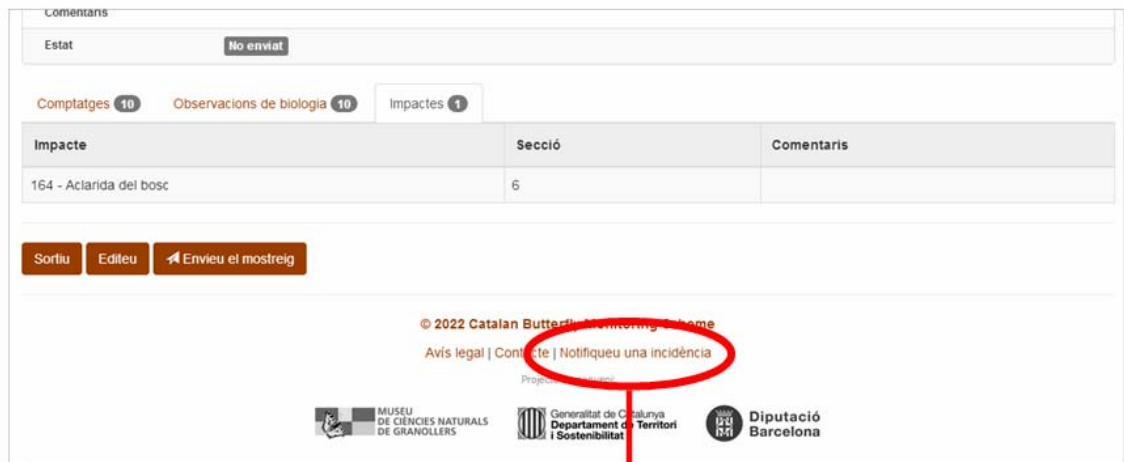 Comentaris
Estat No enviat
Comptatges 10 Observacions de biologia 10 Impactes 1
Impacte Secció Comentaris
164 - Aclarida del bosc 6
Sortiu Editeu Envieu el mostreig
© 2022 Catalan Butterfly Monitoring Scheme
Avís legal | Contacte | Notifiqueu una incidència
MUSEU
DE CIÈNCIES NATURALS
DE GRANOLLERS
Generalitat de Catalunya
Departament de Territori
i Sostenibilitat
Diputació
Barcelona